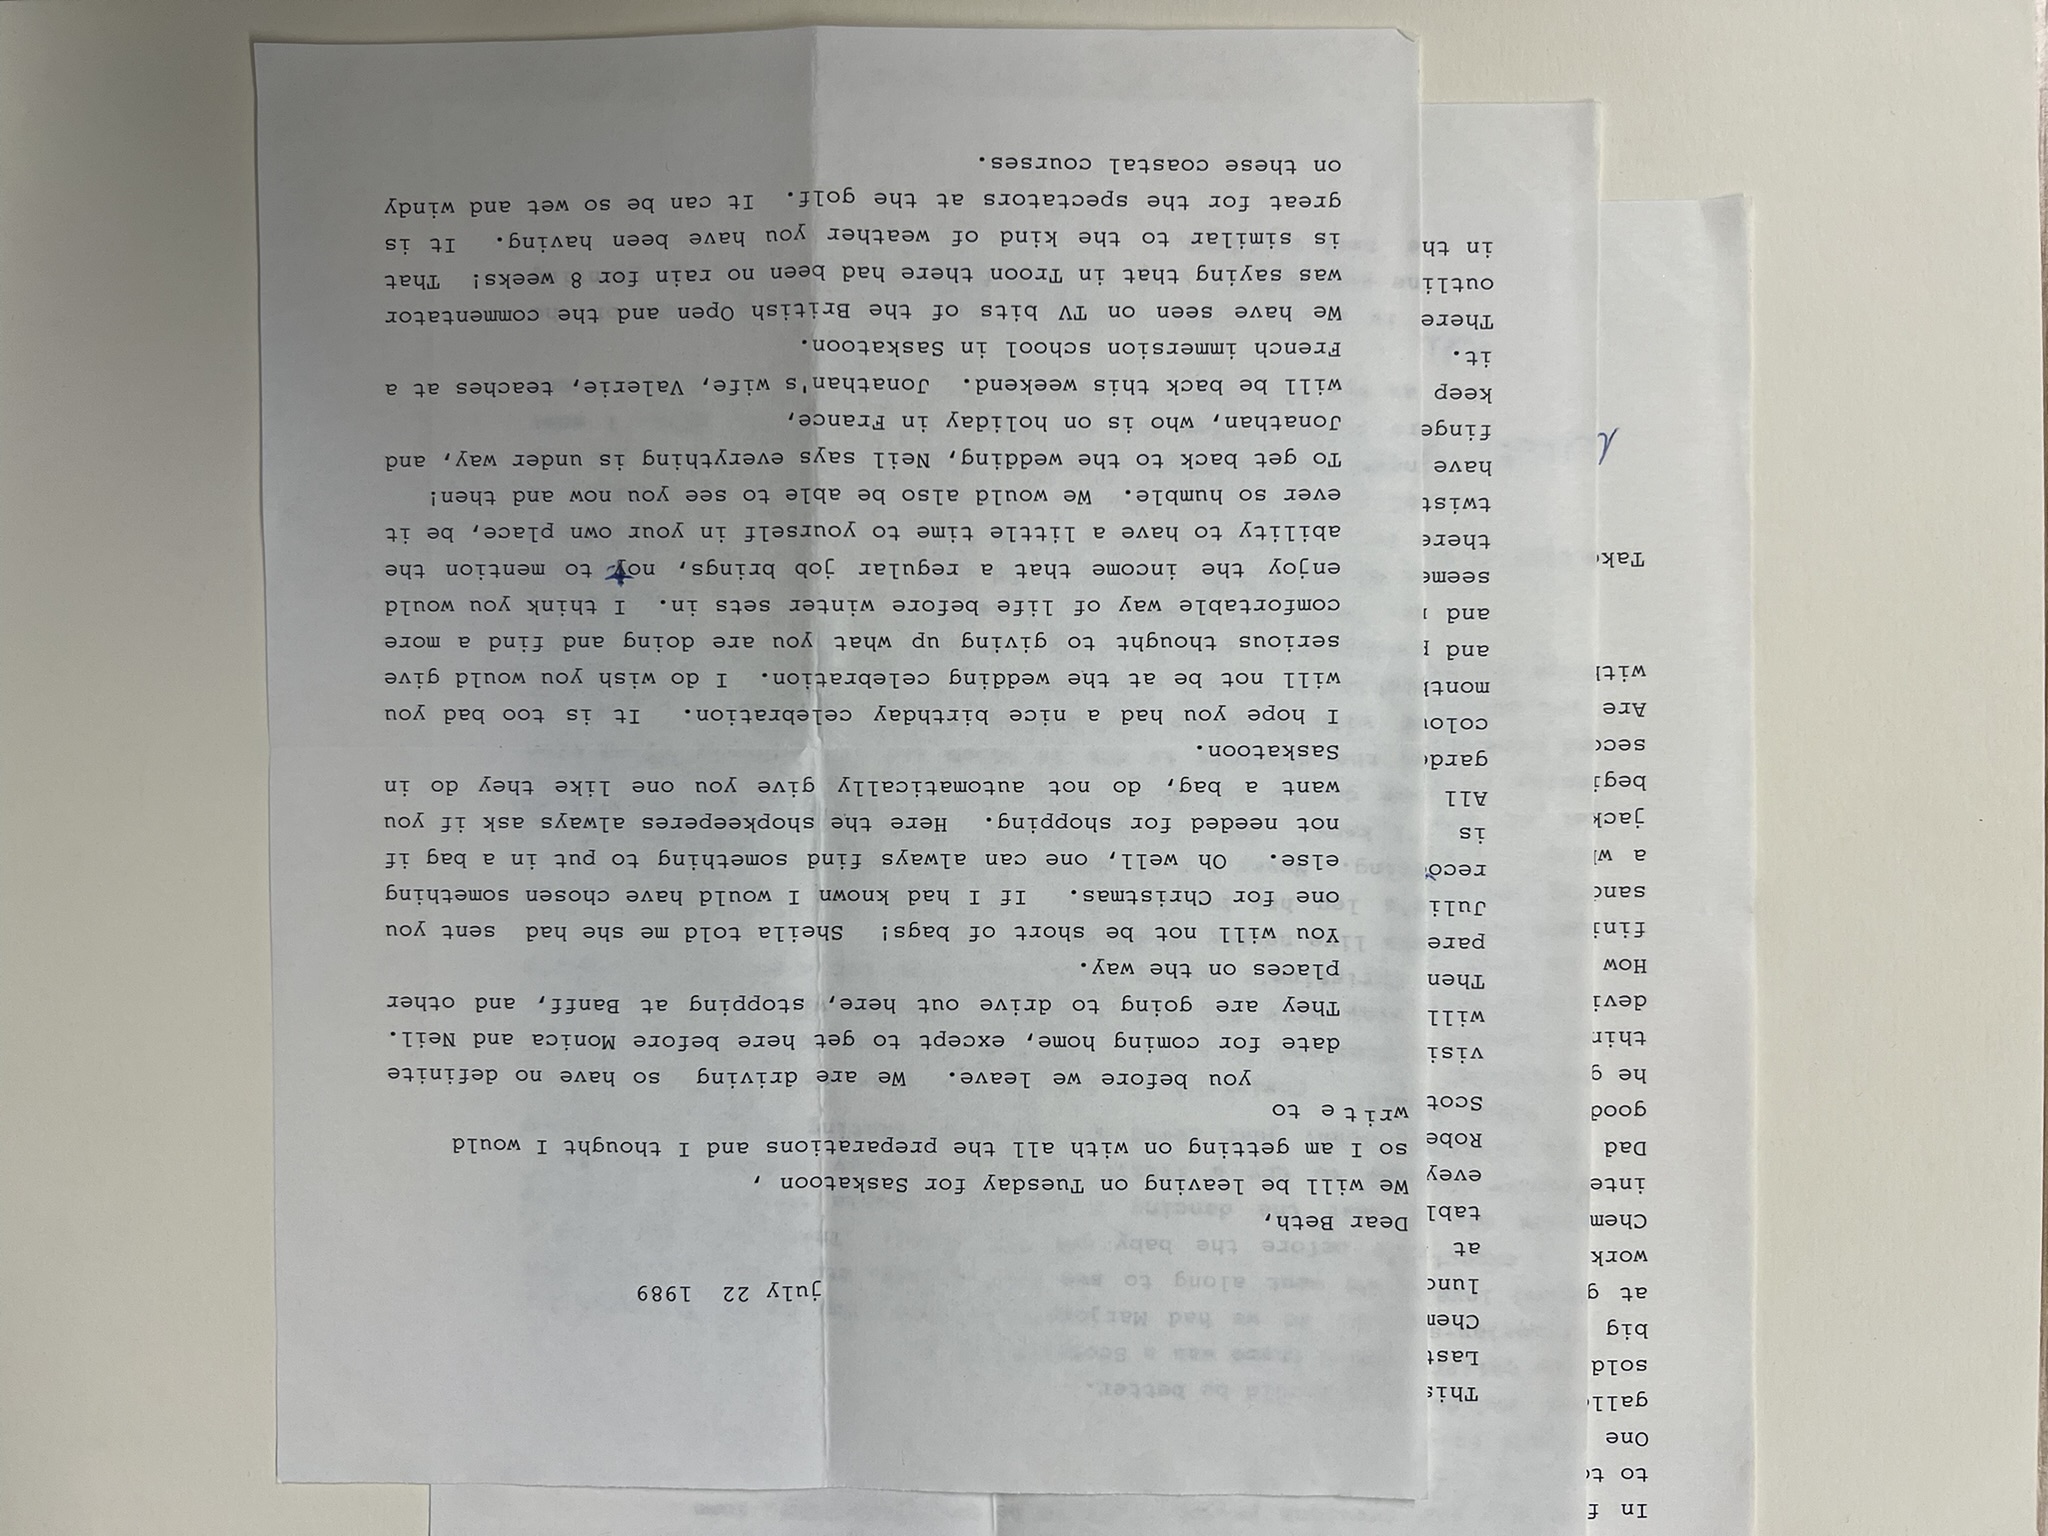 In f
to to
One
gall
sold
big
at g
work
Chem
inte
Dad
good
he g
thin
devi
How
fini
sand
a wh
jack
begi
seco
Are
with
Take
This
Last
Chem
lunc
at
tabl
evey
Robe
Scot
visi
will
Then
pare
Juli
reco
is
All
garde
colou
month
and p
and
seeme
there
twist
have
finge
keep
it.
There
outli
in th
july 22  1989
Dear Beth,
We will be leaving on Tuesday for Saskatoon ,
so I am getting on with all the preparations and I thought I would
write to
you before we leave.  We are driving  so have no definite
date for coming home, except to get here before Monica and Neil.
They are going to drive out here, stopping at Banff, and other
places on the way.
You will not be short of bags!  Sheila told me she had  sent you
one for Christmas.  If I had known I would have chosen something
else.  Oh well, one can always find something to put in a bag if
not needed for shopping.  Here the shopkeeperes always ask if you
want a bag, do not automatically give you one like they do in
Saskatoon.
I hope you had a nice birthday celebration.  It is too bad you
will not be at the wedding celebration.  I do wish you would give
serious thought to giving up what you are doing and find a more
comfortable way of life before winter sets in.  I think you would
enjoy the income that a regular job brings, not to mention the
ability to have a little time to yourself in your own place, be it
ever so humble.  We would also be able to see you now and then!
To get back to the wedding, Neil says everything is under way, and
Jonathan, who is on holiday in France,
will be back this weekend.  Jonathan's wife, Valerie, teaches at a
French immersion school in Saskatoon.
We have seen on TV bits of the British Open and the commentator
was saying that in Troon there had been no rain for 8 weeks!  That
is similar to the kind of weather you have been having.  It is
great for the spectators at the golf.  It can be so wet and windy
on these coastal courses.